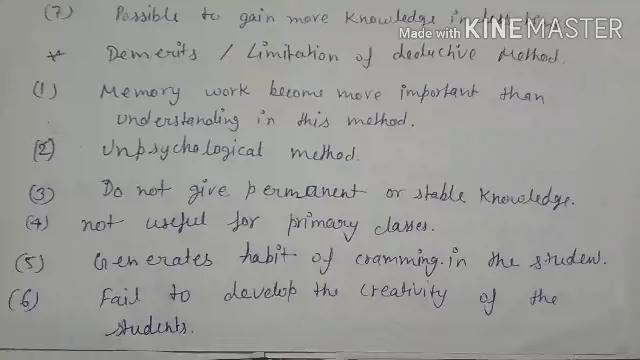 (7) Possible to gain more knowledge in less
Made with KINEMASTER
* Demerits / Limitation of deductive Method.
(1) Memory work become more important than
understanding in this method.
(2) Unpsychological method.
(3) Do not give permanent or stable knowledge.
(4) not useful for primary classes.
(5) Generates habit of cramming in the student.
(6) Fail to develop the creativity of the
students.